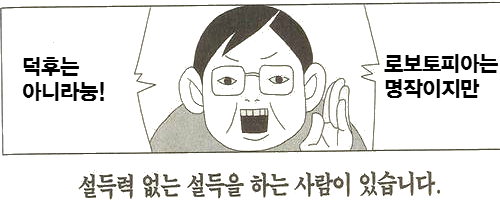 로보토피아는
명작이지만
덕후는
아니라능!
설득력 없는 설득을 하는 사람이 있습니다.